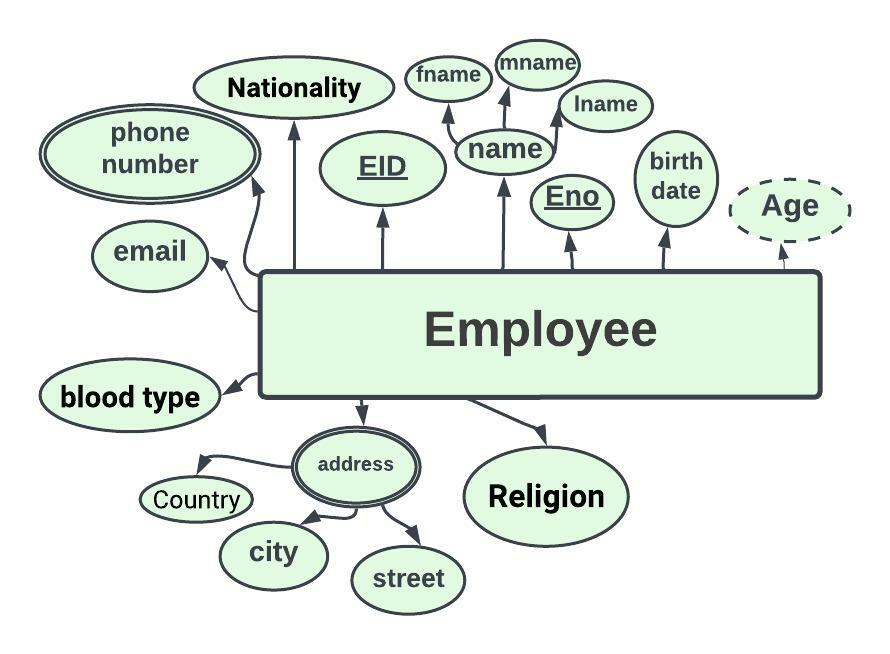 fname
mname
Nationality
lname
phone
number
name
EID
birth
date
Eno
Age
email
Employee
blood type
address
Country
Religion
city
street